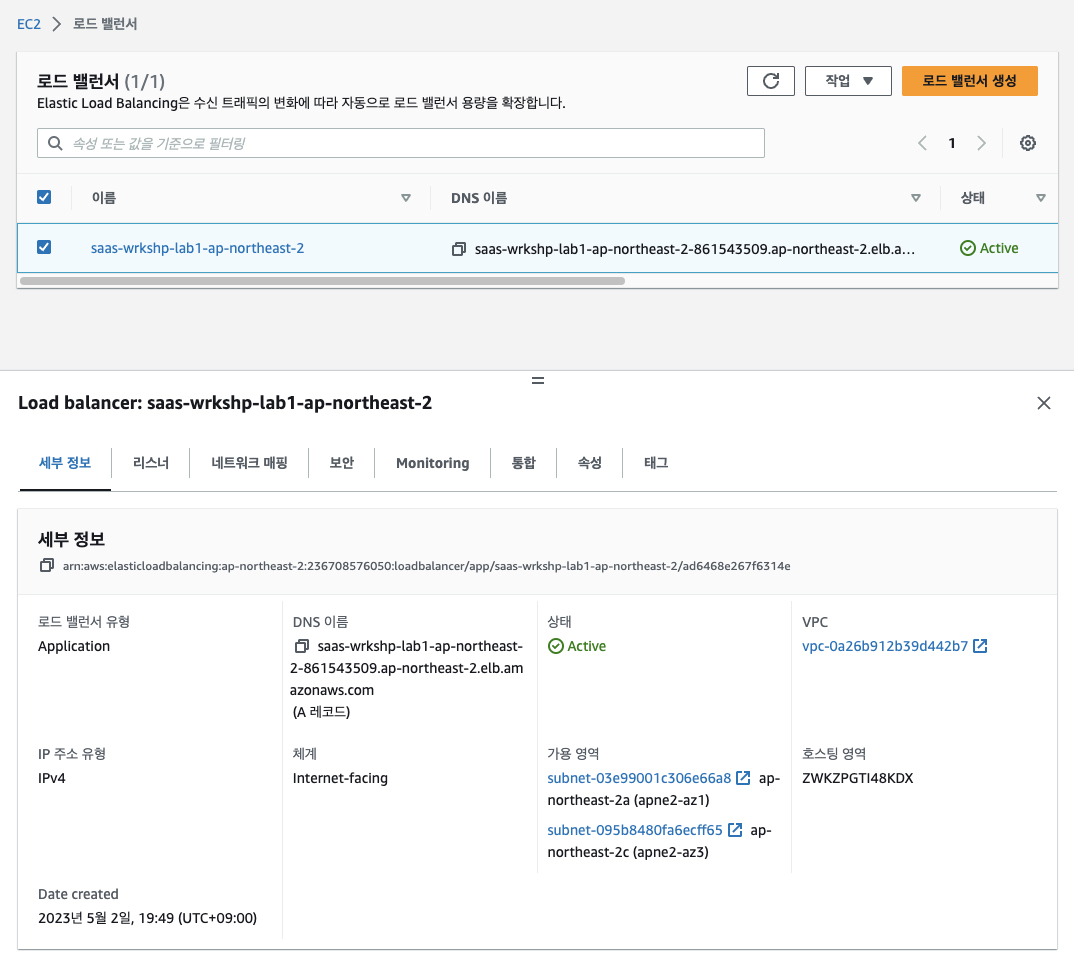 EC2 > 로드 밸런서
로드 밸런서 (1/1)
Elastic Load Balancing은 수신 트래픽의 변화에 따라 자동으로 로드 밸런서 용량을 확장합니다.
작업
로드 밸런서 생성
속성 또는 값을 기준으로 필터링
1
이름
DNS 이름
상태
saas-wrkshp-lab1-ap-northeast-2
saas-wrkshp-lab1-ap-northeast-2-861543509.ap-northeast-2.elb.a...
Active
Load balancer: saas-wrkshp-lab1-ap-northeast-2
세부 정보
리스너
네트워크 매핑
보안
Monitoring
통합
속성
태그
세부 정보
arn:aws:elasticloadbalancing:ap-northeast-2:236708576050:loadbalancer/app/saas-wrkshp-lab1-ap-northeast-2/ad6468e267f6314e
로드 밸런서 유형
Application
DNS 이름
saas-wrkshp-lab1-ap-northeast-
2-861543509.ap-northeast-2.elb.am
azonaws.com
(A 레코드)
상태
Active
VPC
vpc-0a26b912b39d442b7
IP 주소 유형
IPv4
체계
Internet-facing
가용 영역
subnet-03e99001c306e66a8 ap-
northeast-2a (apne2-az1)
subnet-095b8480fa6ecff65 ap-
northeast-2c (apne2-az3)
호스팅 영역
ZWKZPGTI48KDX
Date created
2023년 5월 2일, 19:49 (UTC+09:00)